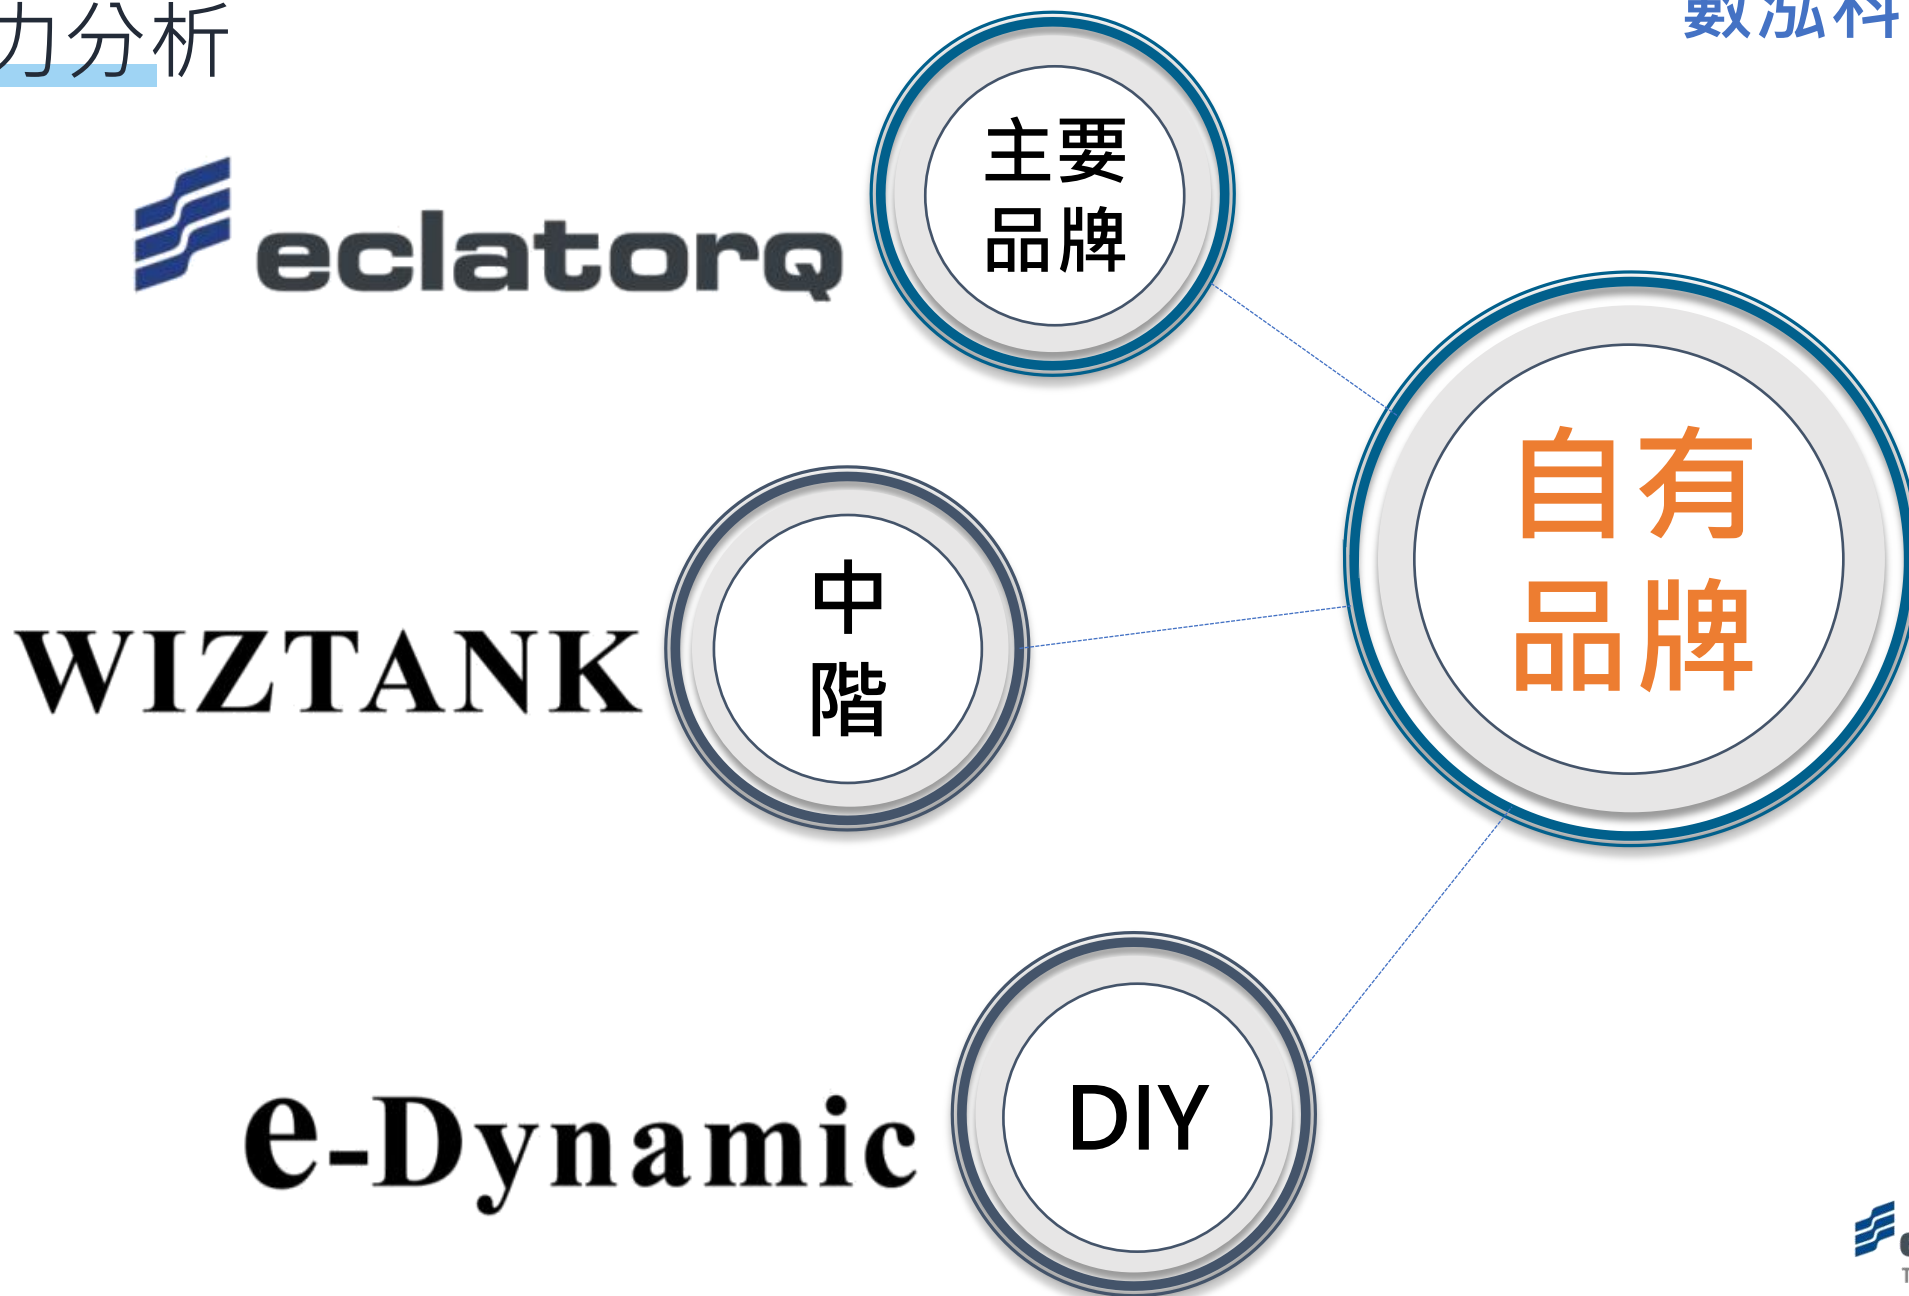 力分析
數泓科
eclatorq
主要
品牌
自有
品牌
WIZTANK
中
階
e-Dynamic
DIY